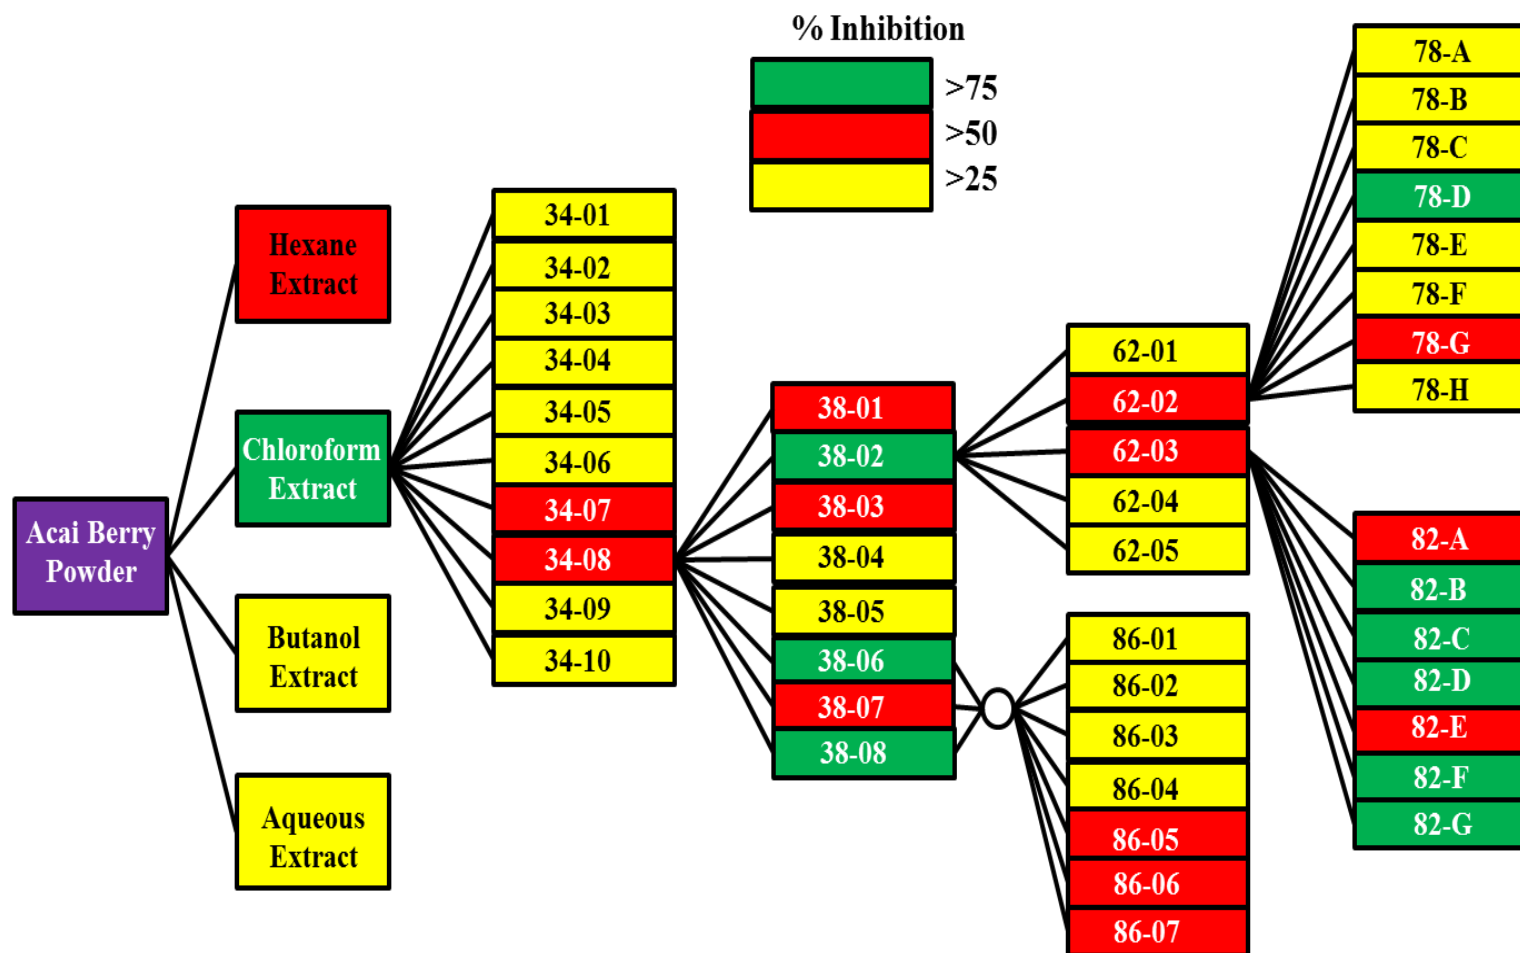 % Inhibition
>75
>50
>25
Acai Berry
Powder
Hexane
Extract
Chloroform
Extract
Butanol
Extract
Aqueous
Extract
34-01
34-02
34-03
34-04
34-05
34-06
34-07
34-08
34-09
34-10
38-01
38-02
38-03
38-04
38-05
38-06
38-07
38-08
62-01
62-02
62-03
62-04
62-05
86-01
86-02
86-03
86-04
86-05
86-06
86-07
78-A
78-B
78-C
78-D
78-E
78-F
78-G
78-H
82-A
82-B
82-C
82-D
82-E
82-F
82-G